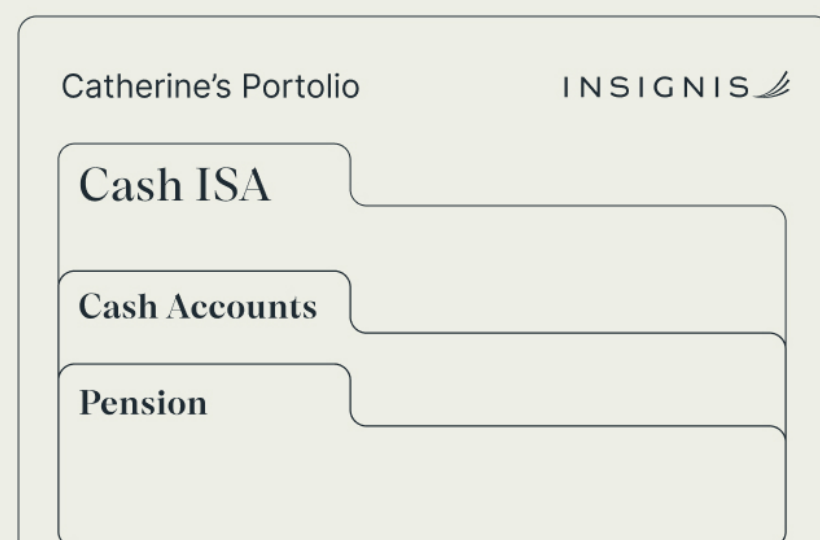 Catherine’s Portolio
INSIGNIS
Cash ISA
Cash Accounts
Pension